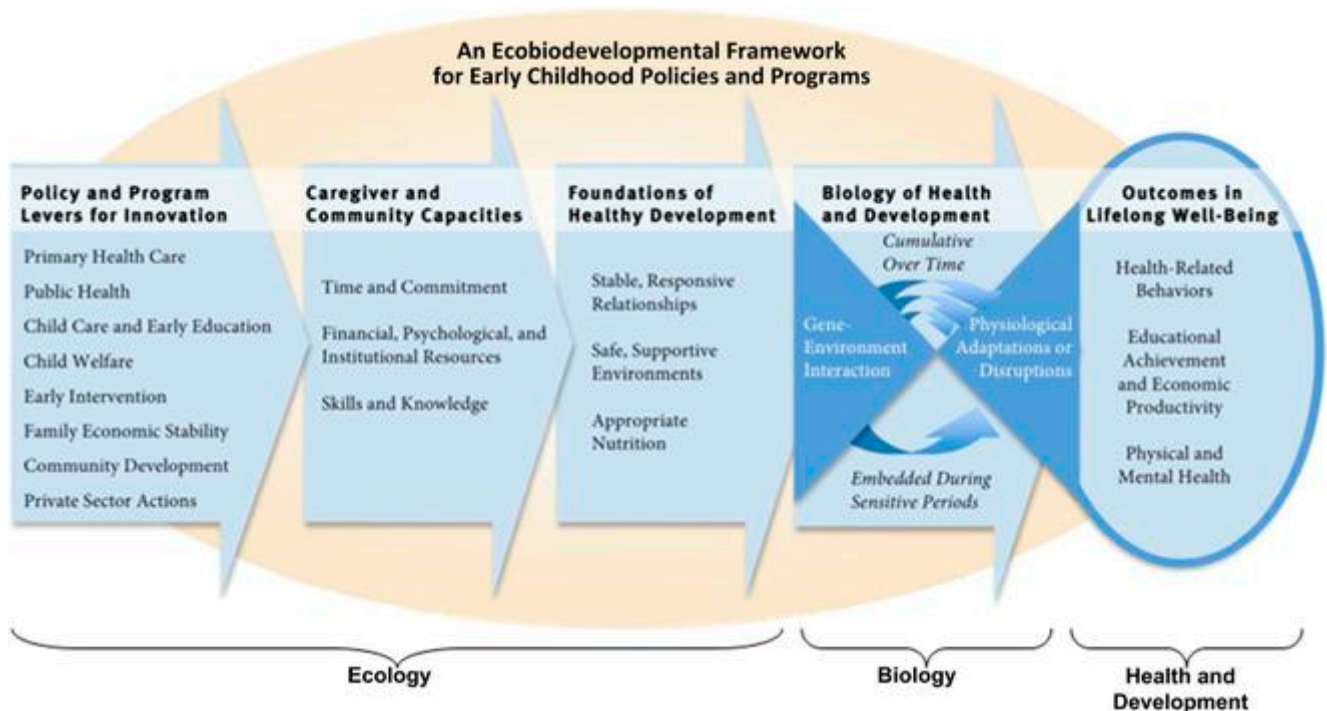 An Ecobiodevelopmental Framework
for Early Childhood Policies and Programs
Policy and Program
Levers for Innovation
Primary Health Care
Public Health
Child Care and Early Education
Child Welfare
Early Intervention
Family Economic Stability
Community Development
Private Sector Actions
Caregiver and
Community Capacities
Time and Commitment
Financial, Psychological, and
Institutional Resources
Skills and Knowledge
Foundations of
Healthy Development
Stable, Responsive
Relationships
Safe, Supportive
Environments
Appropriate
Nutrition
Biology of Health
and Development
Cumulative
Over Time
Gene-
Environment
Interaction
Physiological
Adaptations or
Disruptions
Embedded During
Sensitive Periods
Outcomes in
Lifelong Well-Being
Health-Related
Behaviors
Educational
Achievement
and Economic
Productivity
Physical and
Mental Health
Ecology
Biology
Health and
Development